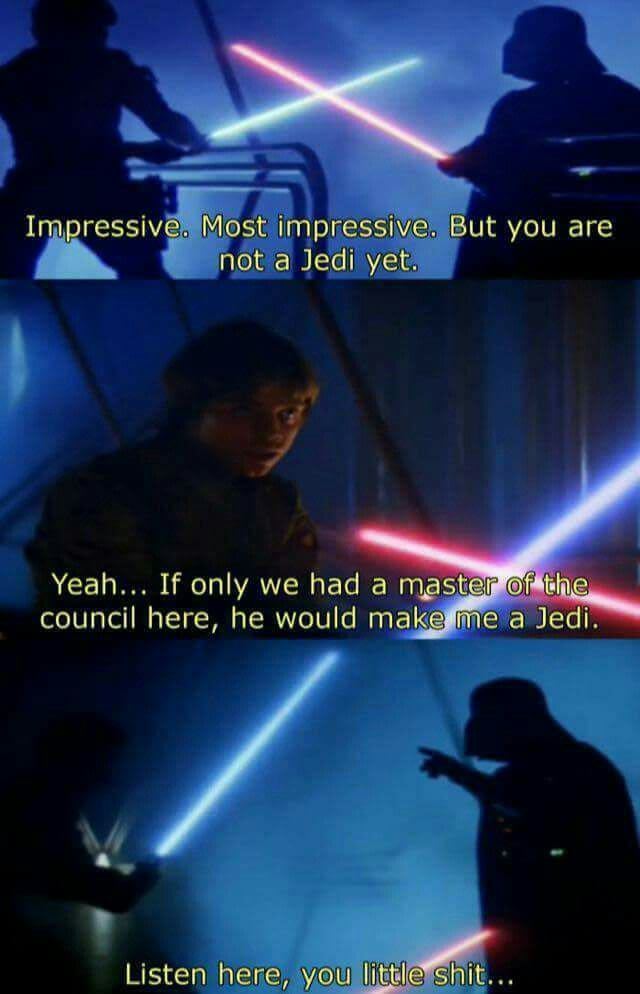 Impressive. Most impressive. But you are
not a Jedi yet.
Yeah... If only we had a master of the
council here, he would make me a Jedi.
Listen here, you little shit...